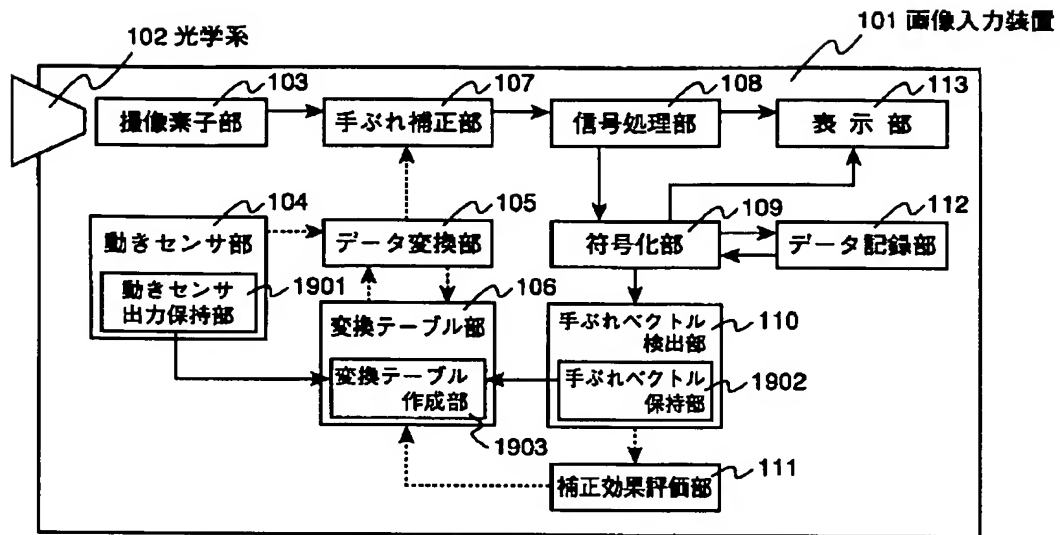 101 画像入力装置
102 光学系
103
107
108
113
撮像素子部
手ぶれ補正部
信号処理部
表示部
104
105
109
112
動きセンサ部
データ変換部
符号化部
データ記録部
1901
動きセンサ
出力保持部
106
変換テーブル部
110
手ぶれベクトル
検出部
変換テーブル
作成部
1902
手ぶれベクトル
保持部
1903
111
補正効果評価部